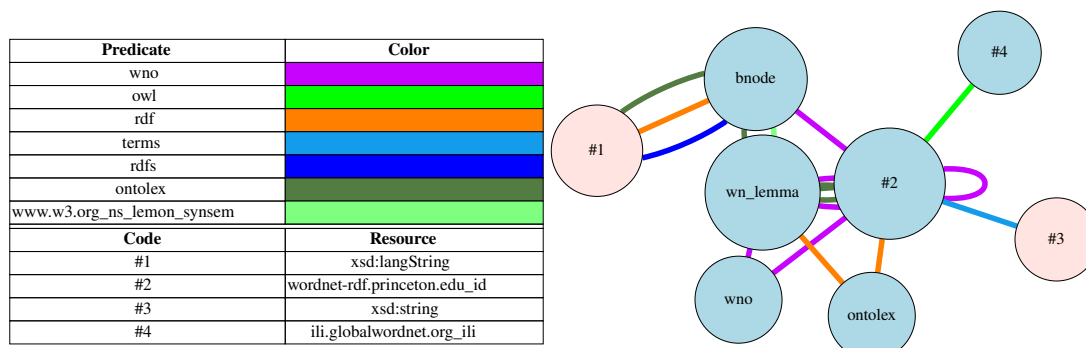 Predicate Color
wno
owl
rdf
terms
rdfs
ontolex
www.w3.org_ns_lemon_synsem
Code Resource
#1 xsd:langString
#2 wordnet-rdf.princeton.edu_id
#3 xsd:string
#4 ili.globalwordnet.org_ili
#4
bnode
#1
#2
wn_lemma
#3
wno
ontolex